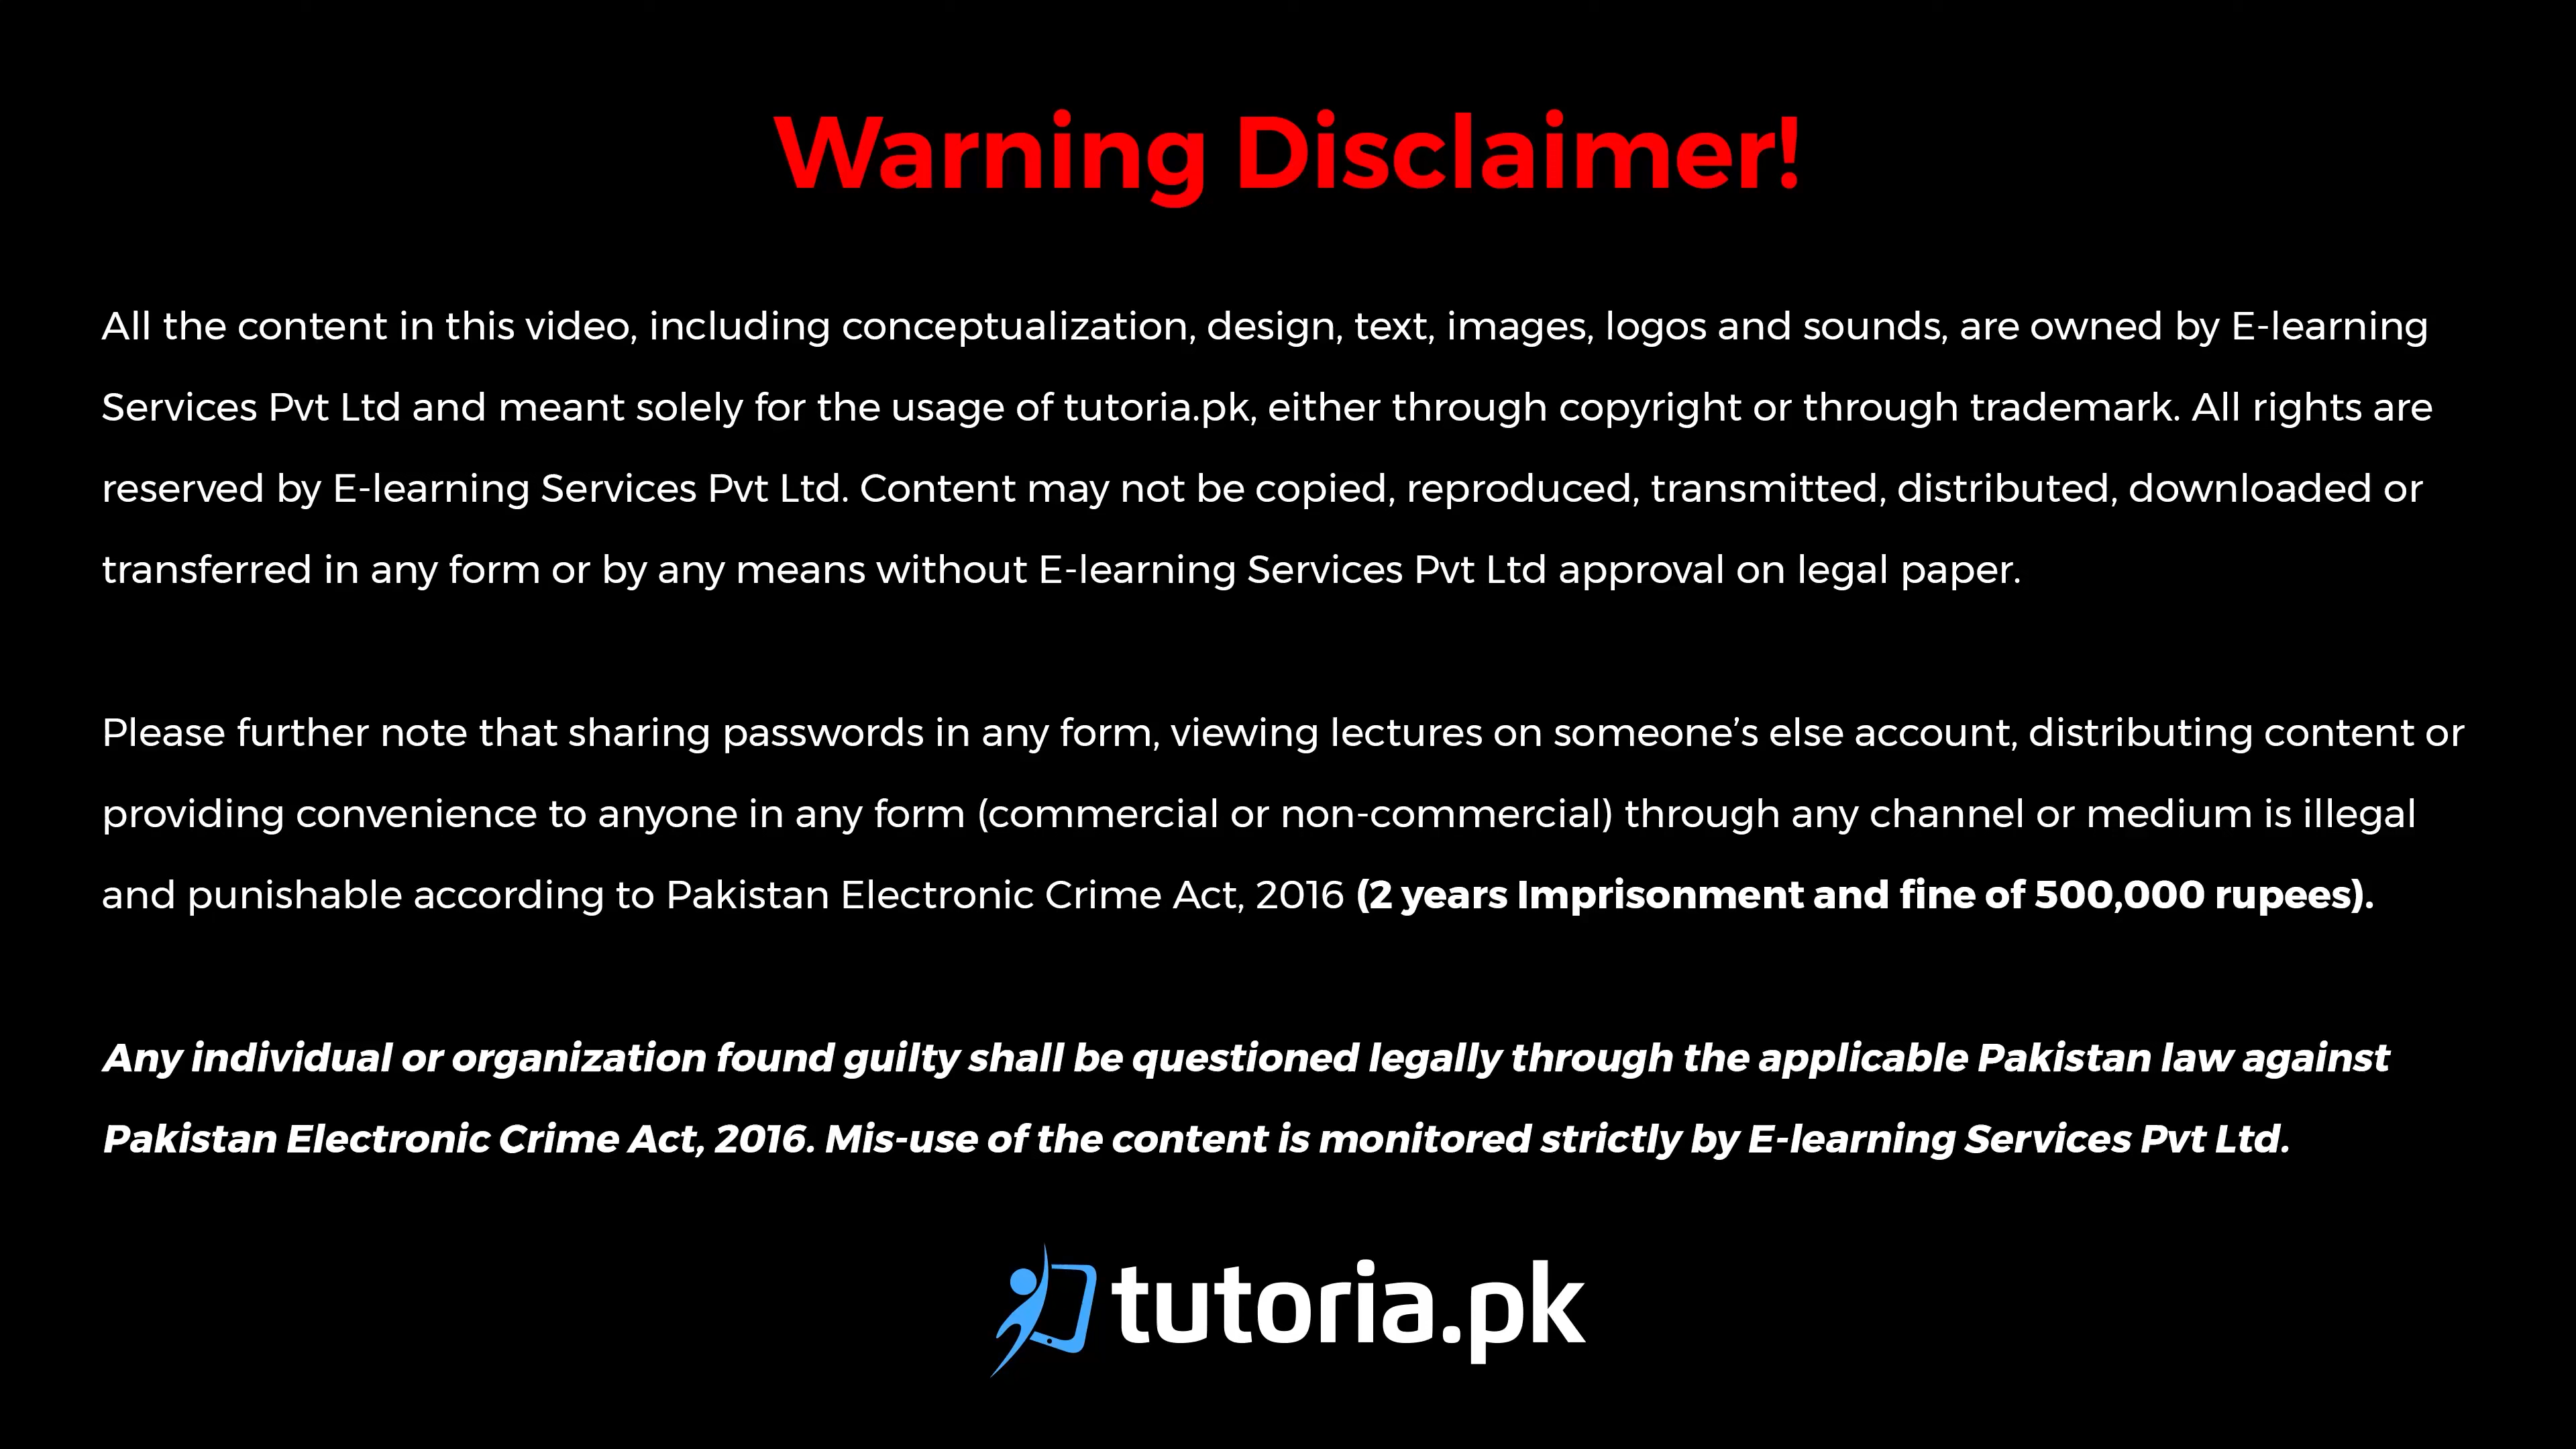 Warning Disclaimer!
All the content in this video, including conceptualization, design, text, images, logos and sounds, are owned by E-learning
Services Pvt Ltd and meant solely for the usage of tutoria.pk, either through copyright or through trademark. All rights are
reserved by E-learning Services Pvt Ltd. Content may not be copied, reproduced, transmitted, distributed, downloaded or
transferred in any form or by any means without E-learning Services Pvt Ltd approval on legal paper.
Please further note that sharing passwords in any form, viewing lectures on someone’s else account, distributing content or
providing convenience to anyone in any form (commercial or non-commercial) through any channel or medium is illegal
and punishable according to Pakistan Electronic Crime Act, 2016 (2 years Imprisonment and fine of 500,000 rupees).
Any individual or organization found guilty shall be questioned legally through the applicable Pakistan law against
Pakistan Electronic Crime Act, 2016. Mis-use of the content is monitored strictly by E-learning Services Pvt Ltd.
tutoria.pk